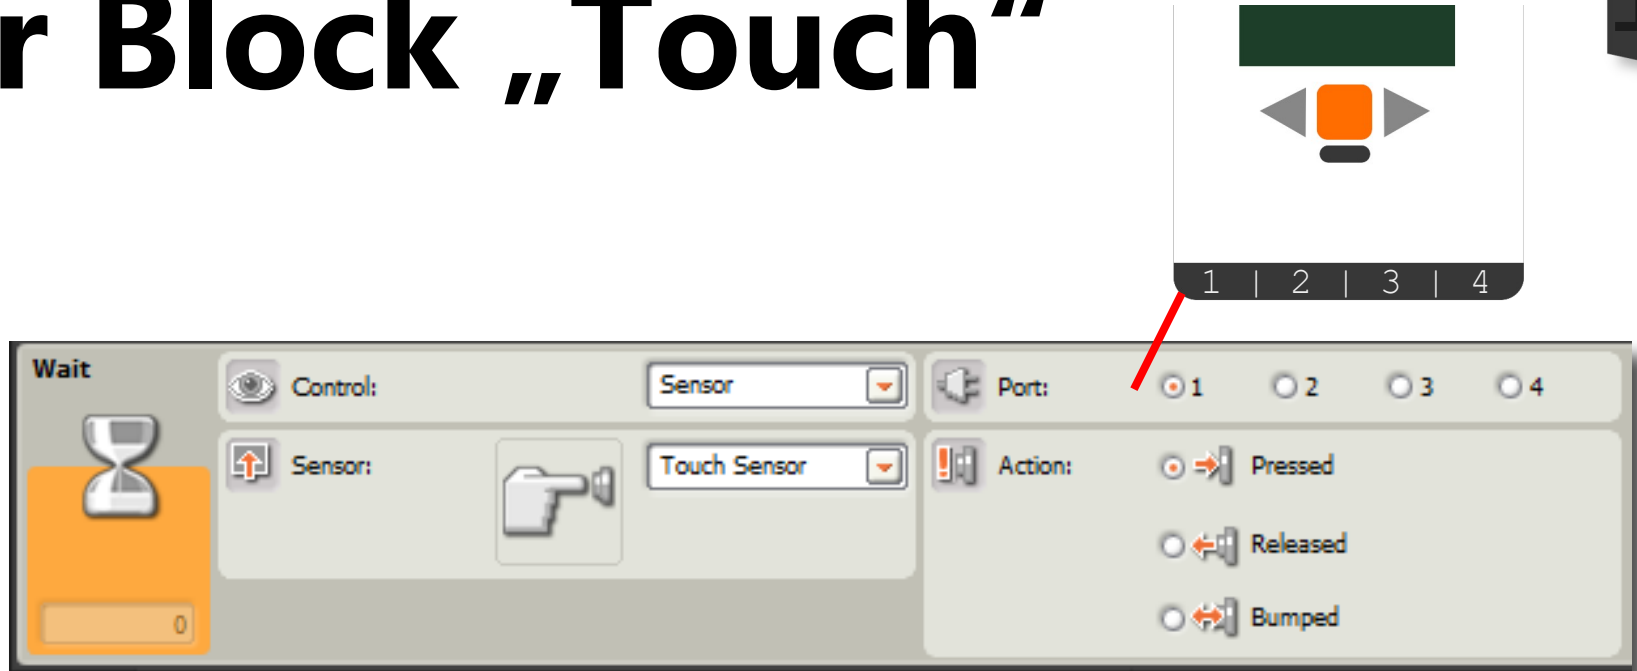 r Block „Touch“
1 | 2 | 3 | 4
Wait
Control: Sensor
Port: 1 2 3 4
Sensor: Touch Sensor
Action: Pressed
Released
0
Bumped